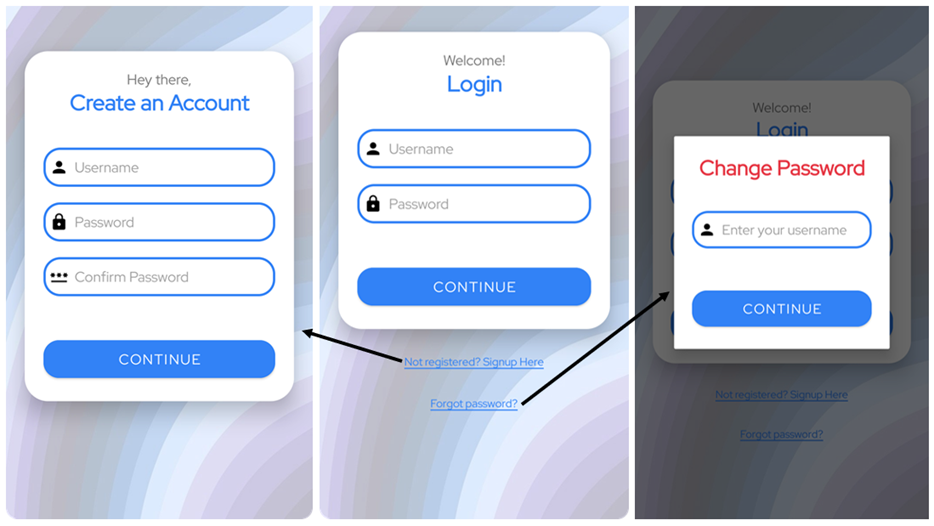 Hey there,
Create an Account
Username
Password
Confirm Password
CONTINUE
Welcome!
Login
Username
Password
CONTINUE
Not registered? Signup Here
Forgot password?
Welcome!
Login
Change Password
Enter your username
CONTINUE
Not registered? Signup Here
Forgot password?